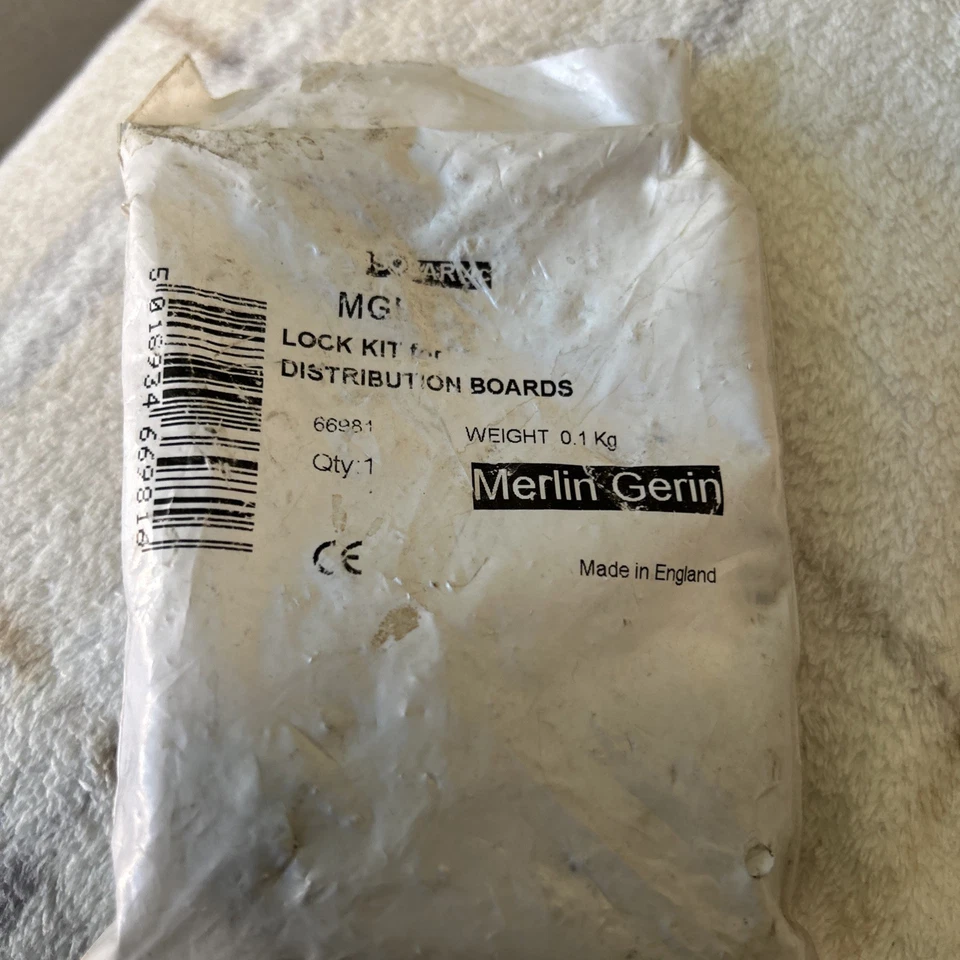 MG
LOCK KIT for
DISTRIBUTION BOARDS
66981
WEIGHT 0.1 Kg
Qty:1
Merlin Gerin
CE
Made in England
5 018934 669818